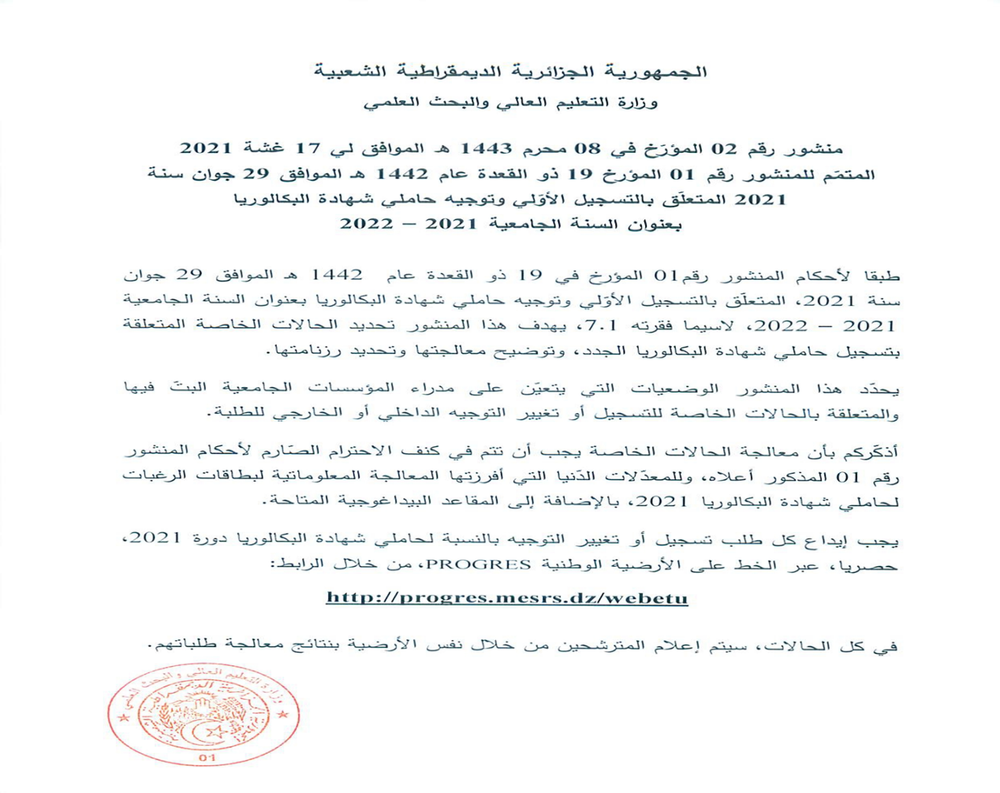 الجمهورية الجزائرية الديمقراطية الشعبية
وزارة التعليم العالي والبحث العلمي
منشور رقم 02 المؤرَخ في 08 محرم 1443 هـ الموافق لي 17 غشة 2021
المتمَم للمنشور رقم 01 المؤرخ 19 ذو القعدة عام 1442 هـ الموافق 29 جوان سنة
2021 المتعلَق بالتسجيل الأوَلي وتوجيه حاملي شهادة البكالوريا
بعنوان السنة الجامعية 2021 – 2022
طبقا لأحكام المنشور رقم01 المؤرخ في 19 ذو القعدة عام 1442 هـ الموافق 29 جوان
سنة 2021، المتعلَق بالتسجيل الأوَلي وتوجيه حاملي شهادة البكالوريا بعنوان السنة الجامعية
2021 – 2022، لاسيما فقرته 7.1، يهدف هذا المنشور تحديد الحالات الخاصة المتعلقة
بتسجيل حاملي شهادة البكالوريا الجدد، وتوضيح معالجتها وتحديد رزنامتها.
يحدَد هذا المنشور الوضعيات التي يتعيَن على مدراء المؤسسات الجامعية البتَ فيها
والمتعلقة بالحالات الخاصة للتسجيل أو تغيير التوجيه الداخلي أو الخارجي للطلبة.
أذكَركم بأن معالجة الحالات الخاصة يجب أن تتم في كنف الاحترام الصَارم لأحكام المنشور
رقم 01 المذكور أعلاه، وللمعدَلات الدَنيا التي أفرزتها المعالجة المعلوماتية لبطاقات الرغبات
لحاملي شهادة البكالوريا 2021، بالإضافة إلى المقاعد البيداغوجية المتاحة.
يجب إيداع كل طلب تسجيل أو تغيير التوجيه بالنسبة لحاملي شهادة البكالوريا دورة 2021،
حصريا، عبر الخط على الأرضية الوطنية PROGRES، من خلال الرابط:
http://progres.mesrs.dz/webetu
في كل الحالات، سيتم إعلام المترشحين من خلال نفس الأرضية بنتائج معالجة طلباتهم.
وزارة التعليم العالي والبحث العلمي
الجمهورية الجزائرية الديمقراطية الشعبية
01